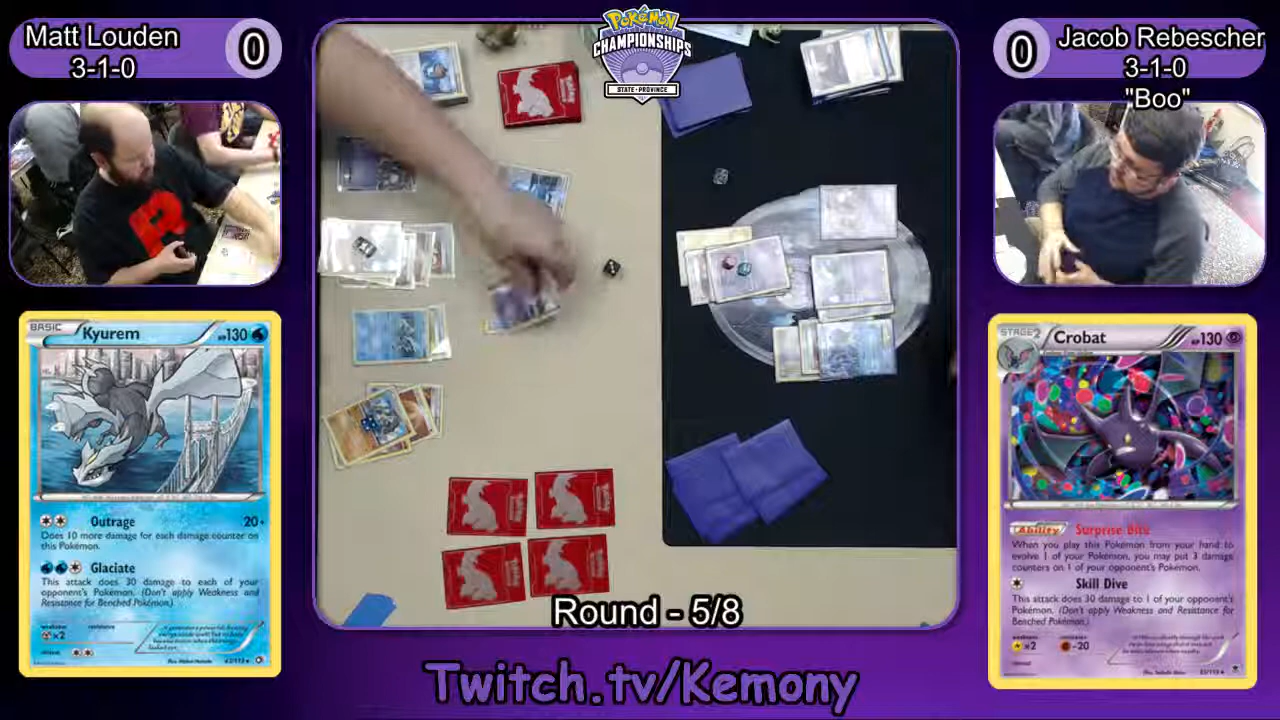 Matt Louden
3-1-0
0
POKéMON
CHAMPIONSHIPS
STATE • PROVINCE
0
Jacob Rebescher
3-1-0
"Boo"
BASIC
Kyurem
HP130
Outrage 20+
Does 10 more damage for each damage counter on
this Pokémon.
Glaciate
This attack does 30 damage to each of your
opponent's Pokémon. (Don't apply Weakness and
Resistance for Benched Pokémon.)
weakness
×2
STAGE2
Crobat
HP130
Ability Surprise Bite
When you play this Pokémon from your hand to
evolve 1 of your Pokémon, you may put 3 damage
counters on 1 of your opponent's Pokémon.
Skill Dive
This attack does 30 damage to 1 of your opponent's
Pokémon. (Don't apply Weakness and Resistance for
Benched Pokémon.)
×2
-20
Round - 5/8
Twitch.tv/Kemony